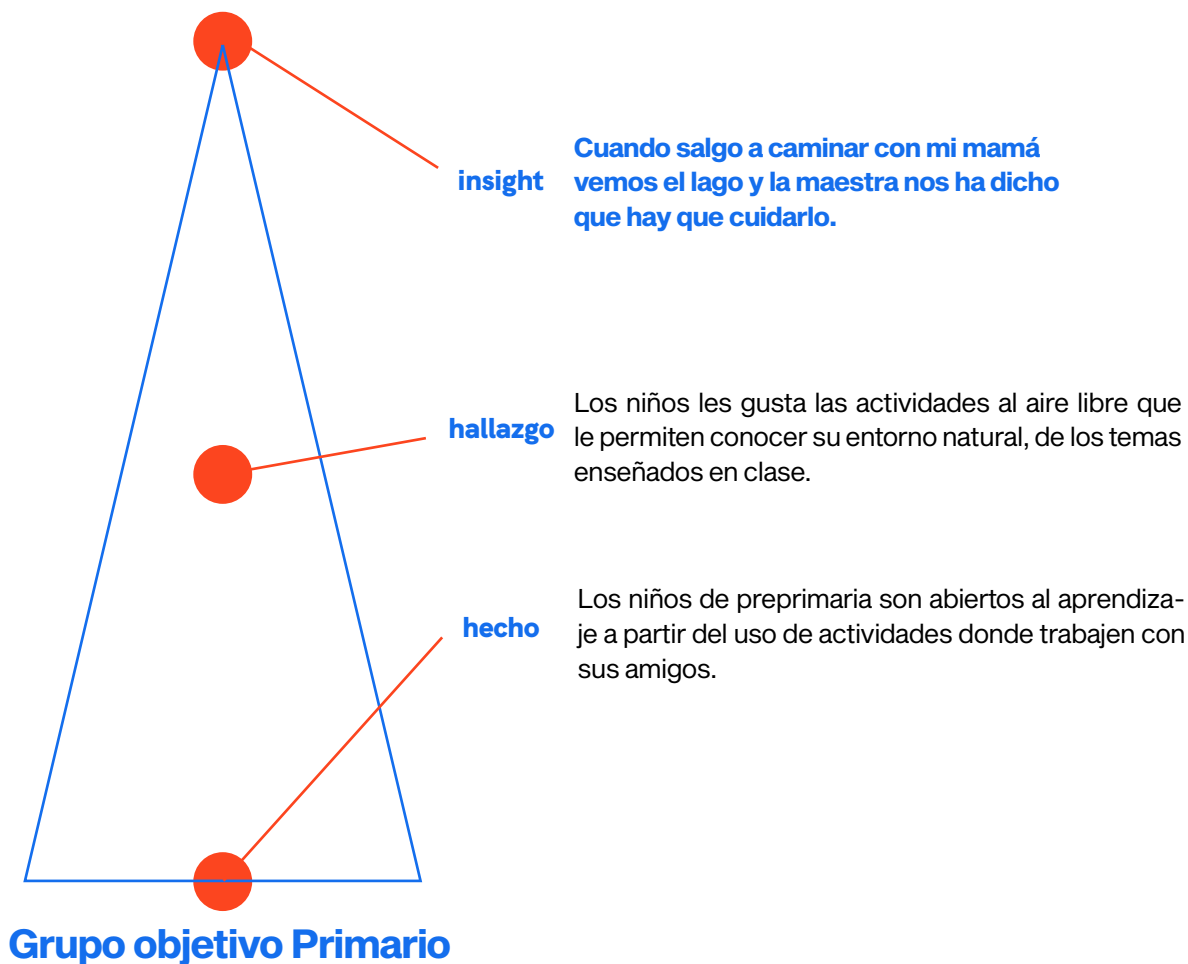 insight
Cuando salgo a caminar con mi mamá
vemos el lago y la maestra nos ha dicho
que hay que cuidarlo.
hallazgo
Los niños les gusta las actividades al aire libre que
le permiten conocer su entorno natural, de los temas
enseñados en clase.
hecho
Los niños de preprimaria son abiertos al aprendiza-
je a partir del uso de actividades donde trabajen con
sus amigos.
Grupo objetivo Primario